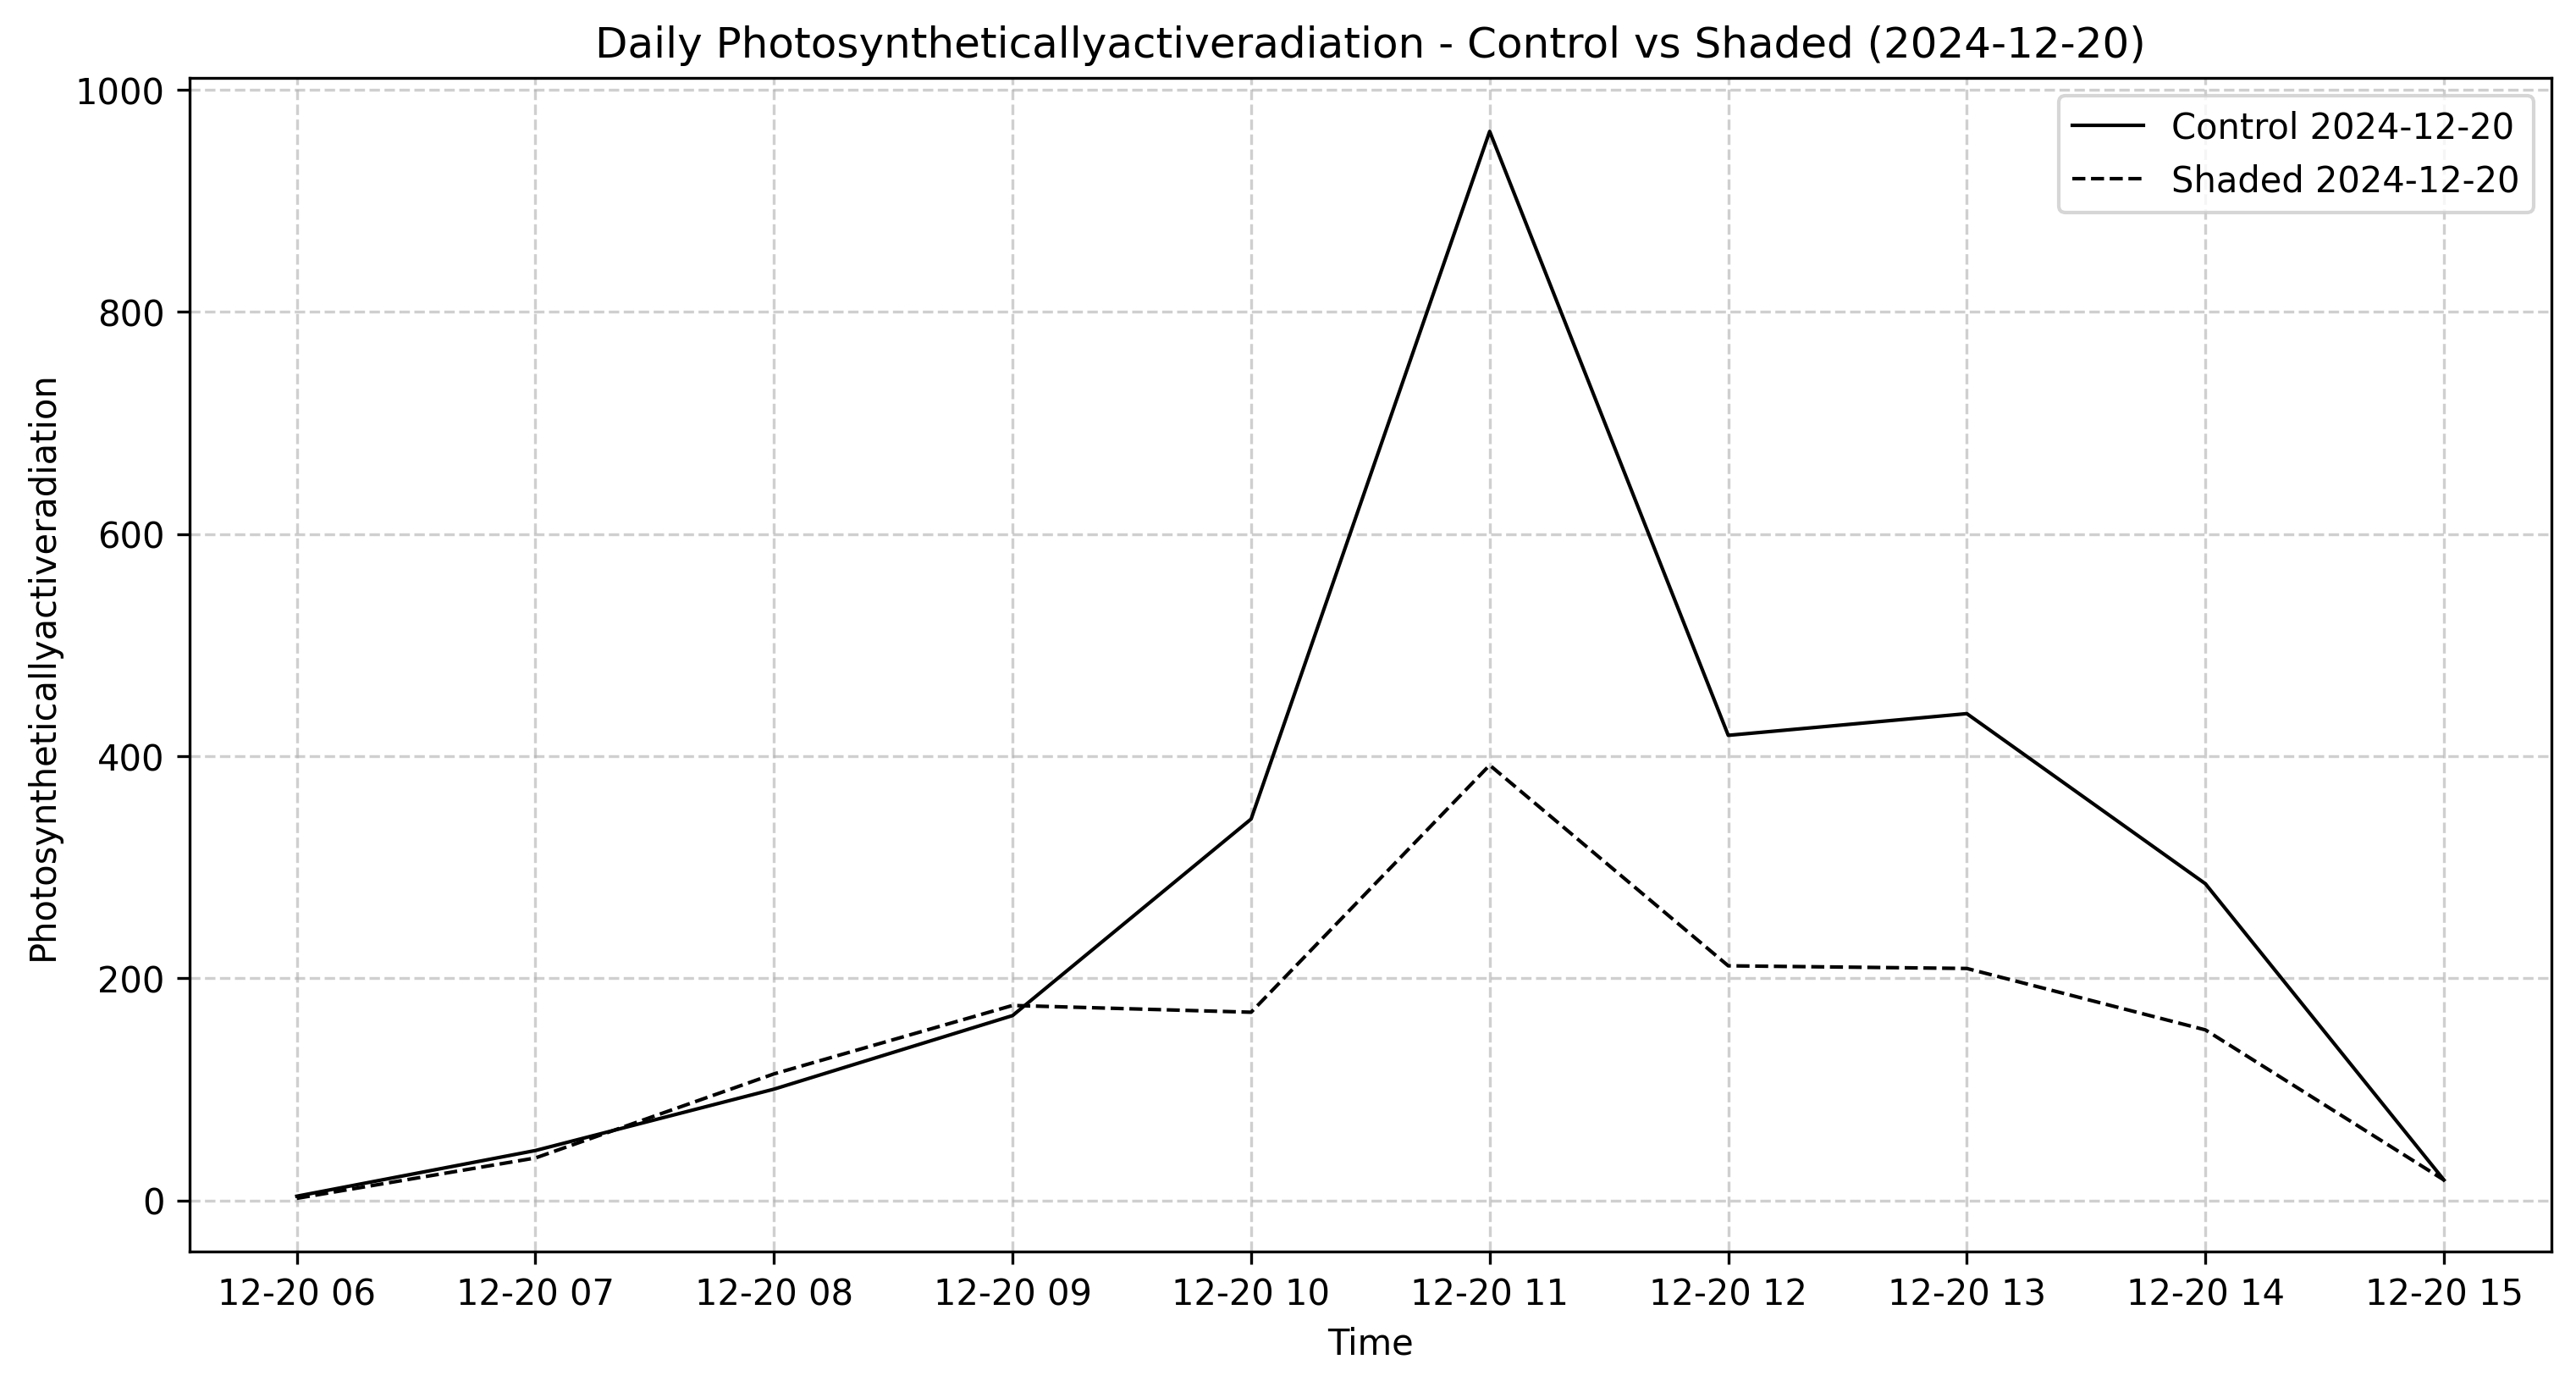 Daily Photosyntheticallyactiveradiation - Control vs Shaded (2024-12-20)
Photosyntheticallyactiveradiation
1000
800
600
400
200
0
Control 2024-12-20
Shaded 2024-12-20
12-20 06 12-20 07 12-20 08 12-20 09 12-20 10 12-20 11 12-20 12 12-20 13 12-20 14 12-20 15
Time